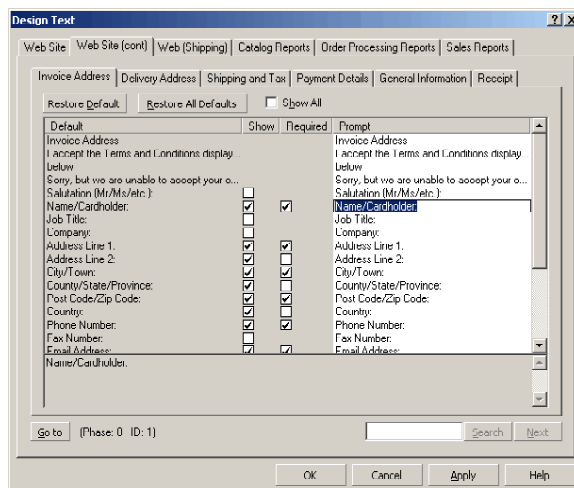 Design Text
Web Site Web Site (cont) Web (Shipping) Catalog Reports Order Processing Reports Sales Reports
Invoice Address Delivery Address Shipping and Tax Payment Details General Information Receipt
Restore Default Restore All Defaults Show All
Default Show Required Prompt
Invoice Address Invoice Address
I accept the Terms and Conditions display... I accept the Terms and Conditions display...
below below
Sorry, but we are unable to accept your o... Sorry, but we are unable to accept your o...
Salutation (Mr/Ms/etc.): Salutation (Mr/Ms/etc.):
Name/Cardholder: Name/Cardholder:
Job Title: Job Title:
Company: Company:
Address Line 1: Address Line 1:
Address Line 2: Address Line 2:
City/Town: City/Town:
County/State/Province: County/State/Province:
Post Code/Zip Code: Post Code/Zip Code:
Country: Country:
Phone Number: Phone Number:
Fax Number: Fax Number:
Email Address: Email Address:
Name/Cardholder:
Go to (Phase: 0 ID: 1) Search Next
OK Cancel Apply Help